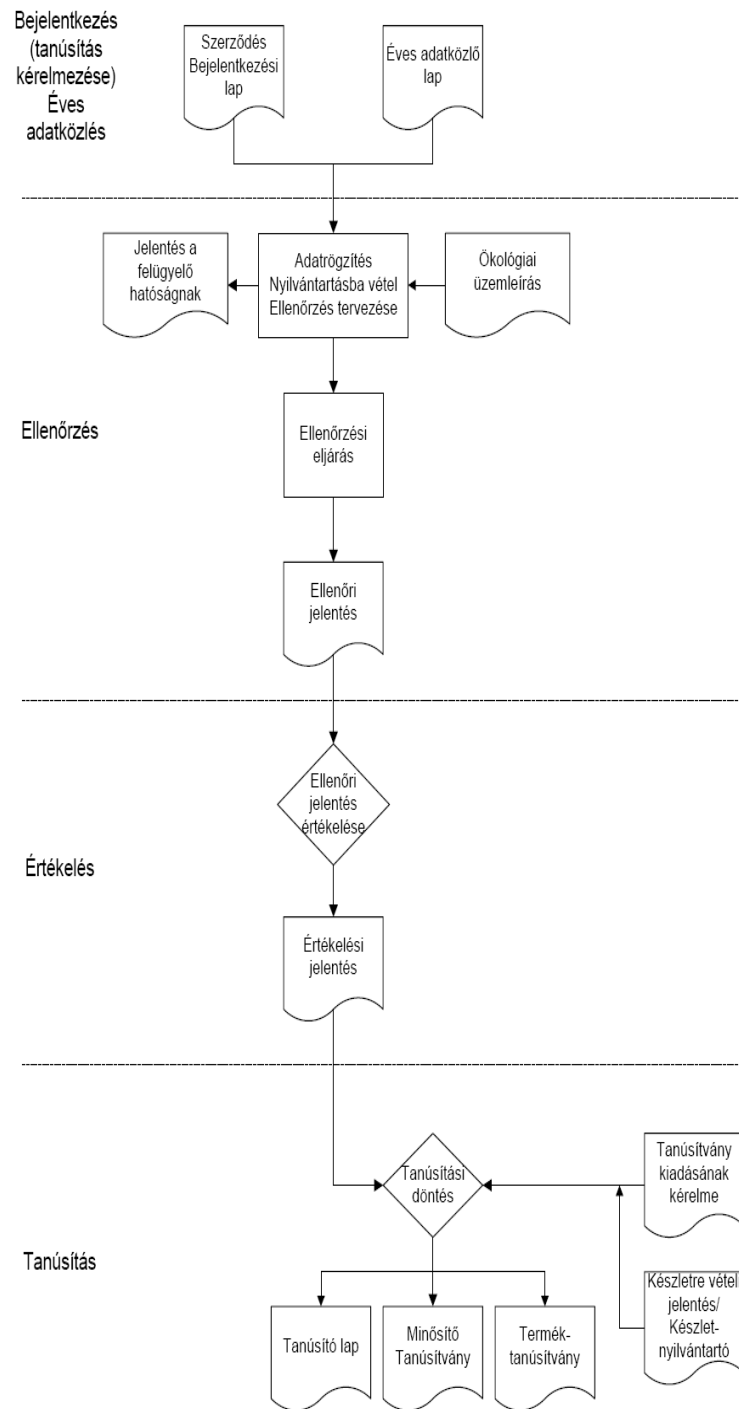 Bejelentkezés
(tanúsítás
kérelmezése)
Éves
adatközlés
Szerződés
Bejelentkezési
lap
Éves adatközlő
lap
Jelentés a
felügyelő
hatóságnak
Adatrögzítés
Nyilvántartásba vétel
Ellenőrzés tervezése
Ökológiai
üzemleírás
Ellenőrzés
Ellenőrzési
eljárás
Ellenőri
jelentés
Ellenőri
jelentés
értékelése
Értékelés
Értékelési
jelentés
Tanúsítási
döntés
Tanúsítvány
kiadásának
kérelme
Tanúsítás
Készletre vételi
jelentés/
Készlet-
nyilvántartó
Tanúsító lap
Minősítő
Tanúsítvány
Termék-
tanúsítvány